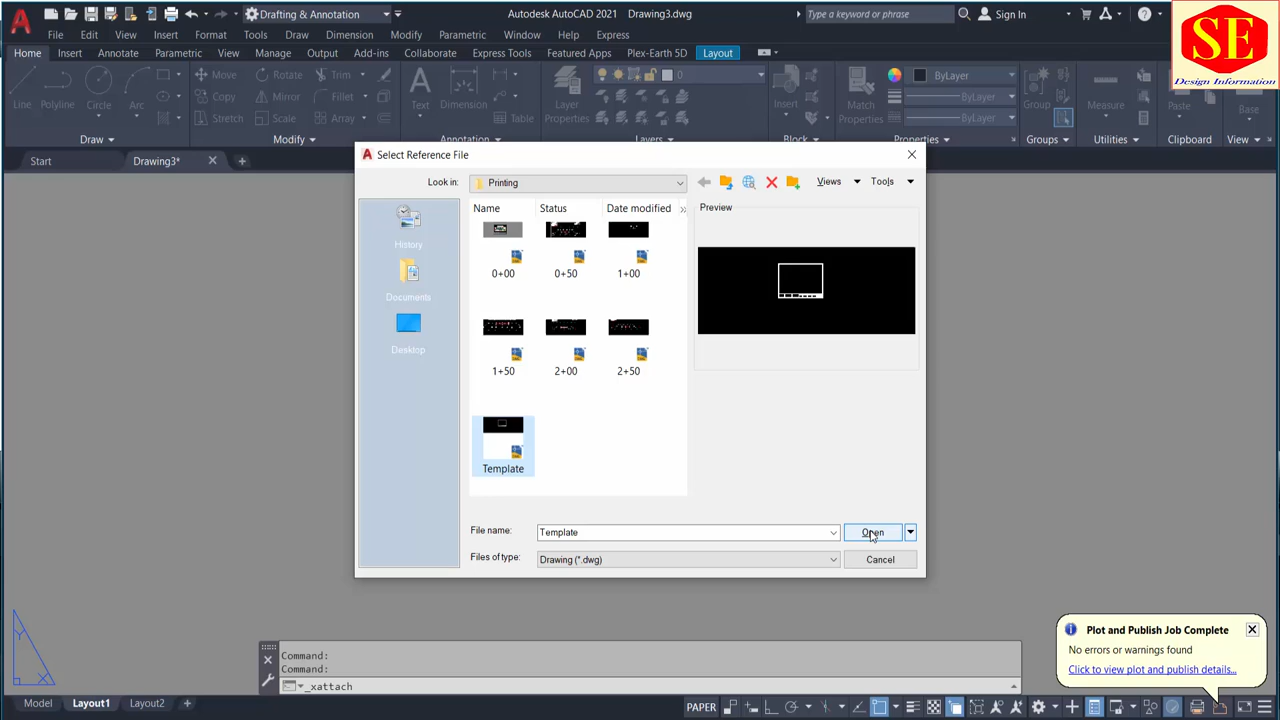 Drafting & Annotation
Autodesk AutoCAD 2021 Drawing3.dwg
Type a keyword or phrase
Sign In
SE
Design Information
File Edit View Insert Format Tools Draw Dimension Modify Parametric Window Help Express
Home Insert Annotate Parametric View Manage Output Add-ins Collaborate Express Tools Featured Apps Plex-Earth 5D Layout
Line Polyline Circle Arc
Move Rotate Trim
Copy Mirror Fillet
Stretch Scale Array
Text Dimension Table
Layer Properties
0
Insert
Match Properties
ByLayer
ByLayer
ByLayer
Group
Measure
Paste
Base
Draw Modify Annotation Layers Block Properties Groups Utilities Clipboard View
Start Drawing3*
Select Reference File
Look in: Printing
Views Tools
Name Status Date modified
Preview
History
Documents
Desktop
0+00 0+50 1+00
1+50 2+00 2+50
Template
File name: Template Open
Files of type: Drawing (*.dwg) Cancel
Y
X
Command:
Command:
_xattach
Plot and Publish Job Complete
No errors or warnings found
Click to view plot and publish details...
Model Layout1 Layout2 +
PAPER